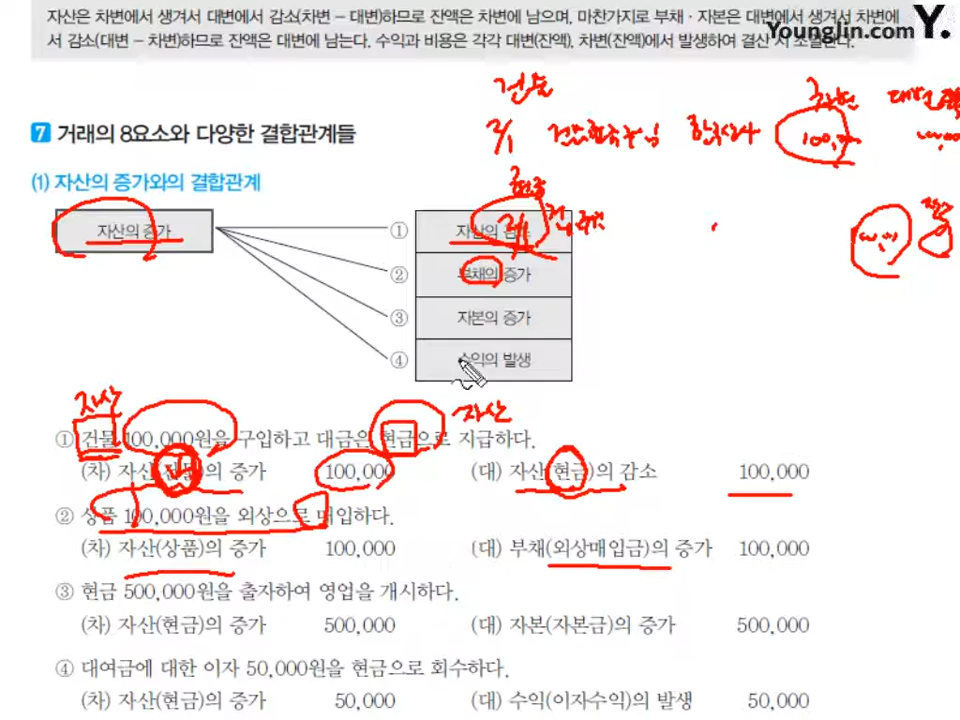 자산은 차변에서 생겨서 대변에서 감소(차변 – 대변)하므로 잔액은 차변에 남으며, 마찬가지로 부채 · 자본은 대변에서 생겨서 차변에
서 감소(대변 – 차변)하므로 잔액은 대변에 남는다. 수익과 비용은 각각 대변(잔액), 차변(잔액)에서 발생하여 결산 시 소멸한다.
YoungJin.com Y.
7 거래의 8요소와 다양한 결합관계들
(1) 자산의 증가와의 결합관계
자산의 증가
① 자산의 감소
② 부채의 증가
③ 자본의 증가
④ 수익의 발생
자산
자산
① 건물 100,000원을 구입하고 대금은 현금으로 지급하다.
(차) 자산(건물)의 증가 100,000 (대) 자산(현금)의 감소 100,000
② 상품 100,000원을 외상으로 매입하다.
(차) 자산(상품)의 증가 100,000 (대) 부채(외상매입금)의 증가 100,000
③ 현금 500,000원을 출자하여 영업을 개시하다.
(차) 자산(현금)의 증가 500,000 (대) 자본(자본금)의 증가 500,000
④ 대여금에 대한 이자 50,000원을 현금으로 회수하다.
(차) 자산(현금)의 증가 50,000 (대) 수익(이자수익)의 발생 50,000